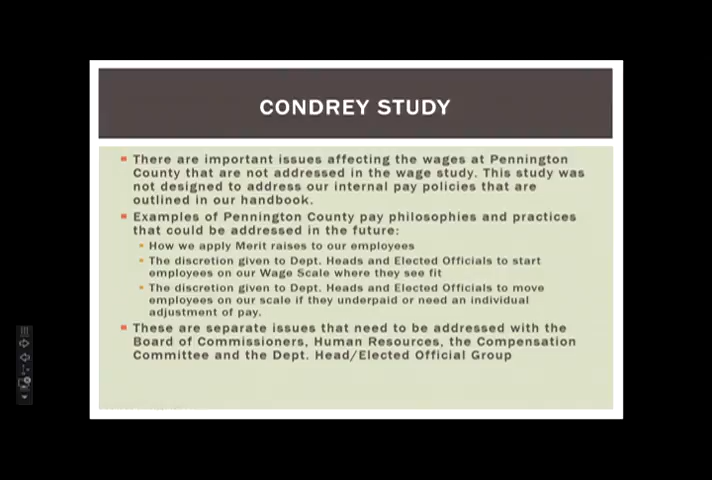 CONDREY STUDY
There are important issues affecting the wages at Pennington
County that are not addressed in the wage study. This study was
not designed to address our internal pay policies that are
outlined in our handbook.
Examples of Pennington County pay philosophies and practices
that could be addressed in the future:
How we apply Merit raises to our employees
The discretion given to Dept. Heads and Elected Officials to start
employees on our Wage Scale where they see fit
The discretion given to Dept. Heads and Elected Officials to move
employees on our scale if they underpaid or need an individual
adjustment of pay.
These are separate issues that need to be addressed with the
Board of Commissioners, Human Resources, the Compensation
Committee and the Dept. Head/Elected Official Group